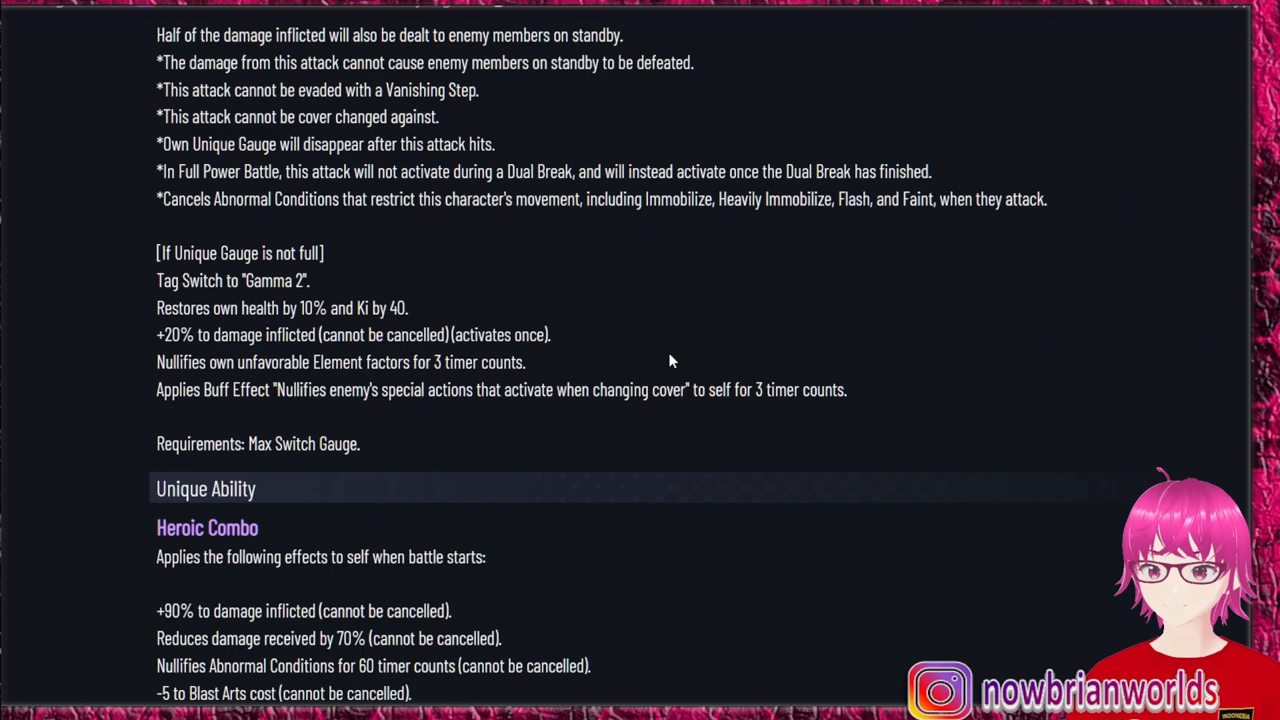 Half of the damage inflicted will also be dealt to enemy members on standby.
*The damage from this attack cannot cause enemy members on standby to be defeated.
*This attack cannot be evaded with a Vanishing Step.
*This attack cannot be cover changed against.
*Own Unique Gauge will disappear after this attack hits.
*In Full Power Battle, this attack will not activate during a Dual Break, and will instead activate once the Dual Break has finished.
*Cancels Abnormal Conditions that restrict this character's movement, including Immobilize, Heavily Immobilize, Flash, and Faint, when they attack.
[If Unique Gauge is not full]
Tag Switch to "Gamma 2".
Restores own health by 10% and Ki by 40.
+20% to damage inflicted (cannot be cancelled) (activates once).
Nullifies own unfavorable Element factors for 3 timer counts.
Applies Buff Effect "Nullifies enemy's special actions that activate when changing cover" to self for 3 timer counts.
Requirements: Max Switch Gauge.
Unique Ability
Heroic Combo
Applies the following effects to self when battle starts:
+90% to damage inflicted (cannot be cancelled).
Reduces damage received by 70% (cannot be cancelled).
Nullifies Abnormal Conditions for 60 timer counts (cannot be cancelled).
-5 to Blast Arts cost (cannot be cancelled).
nowbrianworlds
INDONESIA